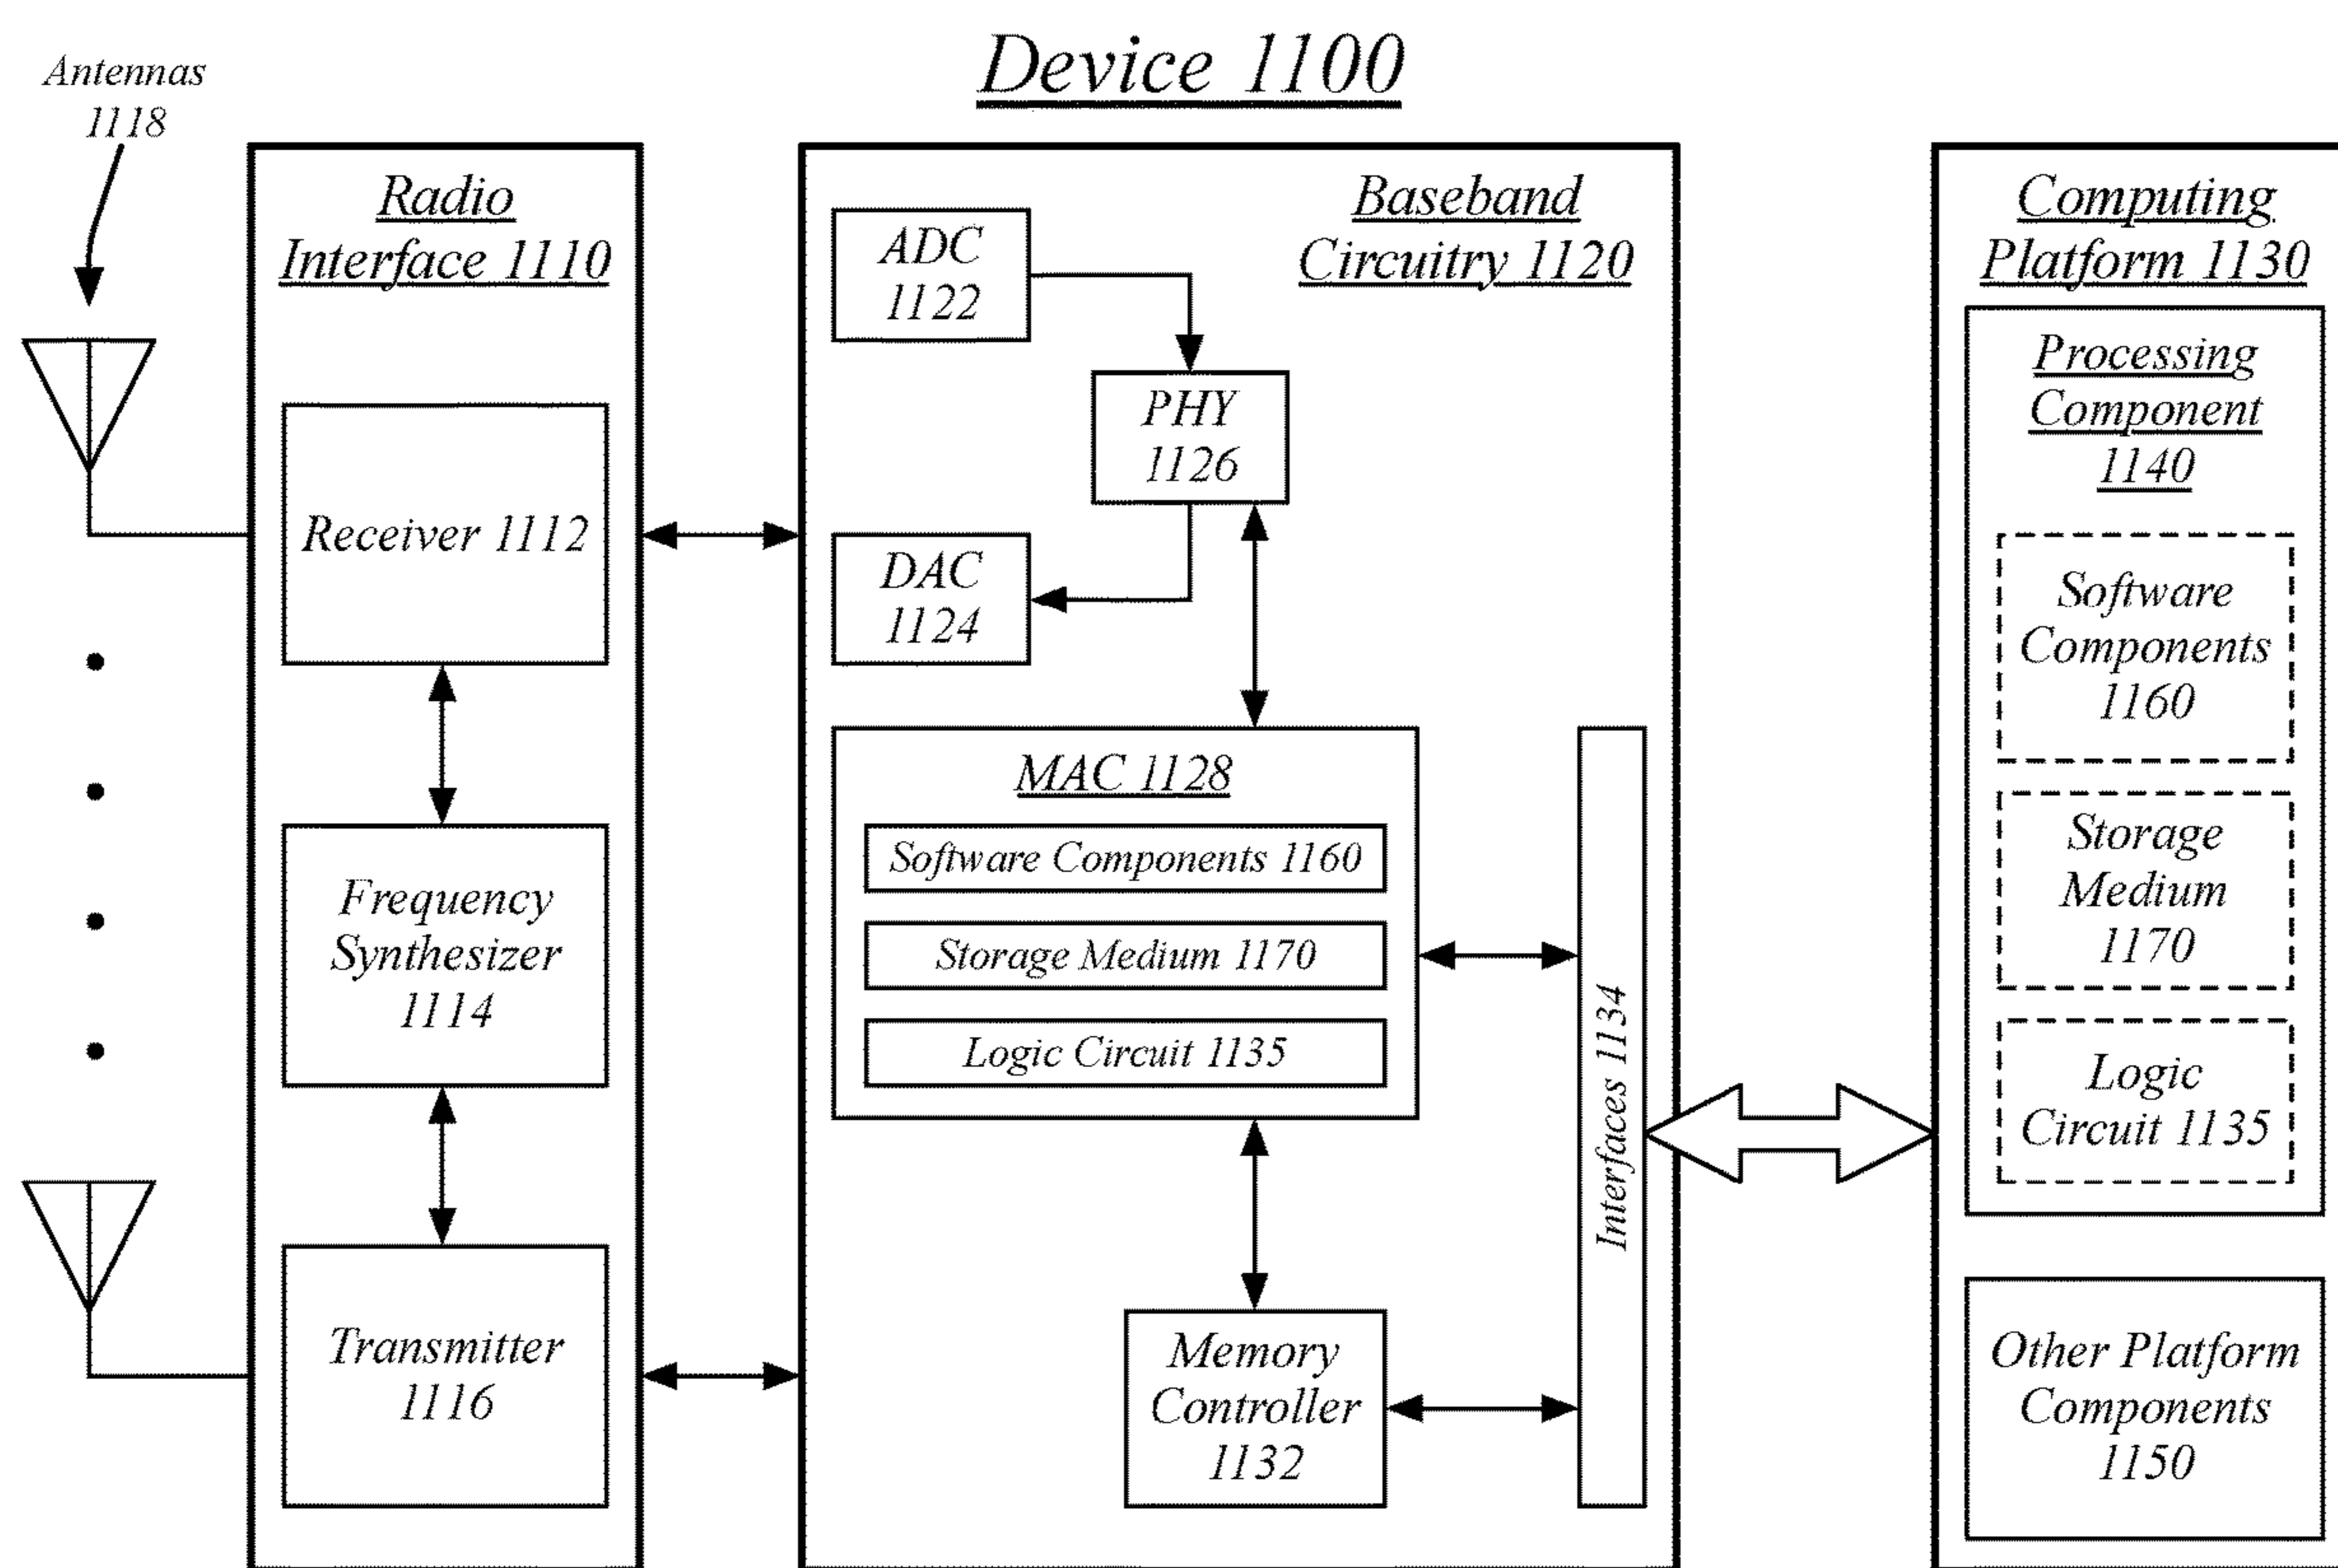 Device 1100
Antennas
1118
Radio
Interface 1110
Receiver 1112
Frequency
Synthesizer
1114
Transmitter
1116
Baseband
Circuitry 1120
ADC
1122
PHY
1126
DAC
1124
MAC 1128
Software Components 1160
Storage Medium 1170
Logic Circuit 1135
Interfaces 1134
Memory
Controller
1132
Computing
Platform 1130
Processing
Component
1140
Software
Components
1160
Storage
Medium
1170
Logic
Circuit 1135
Other Platform
Components
1150